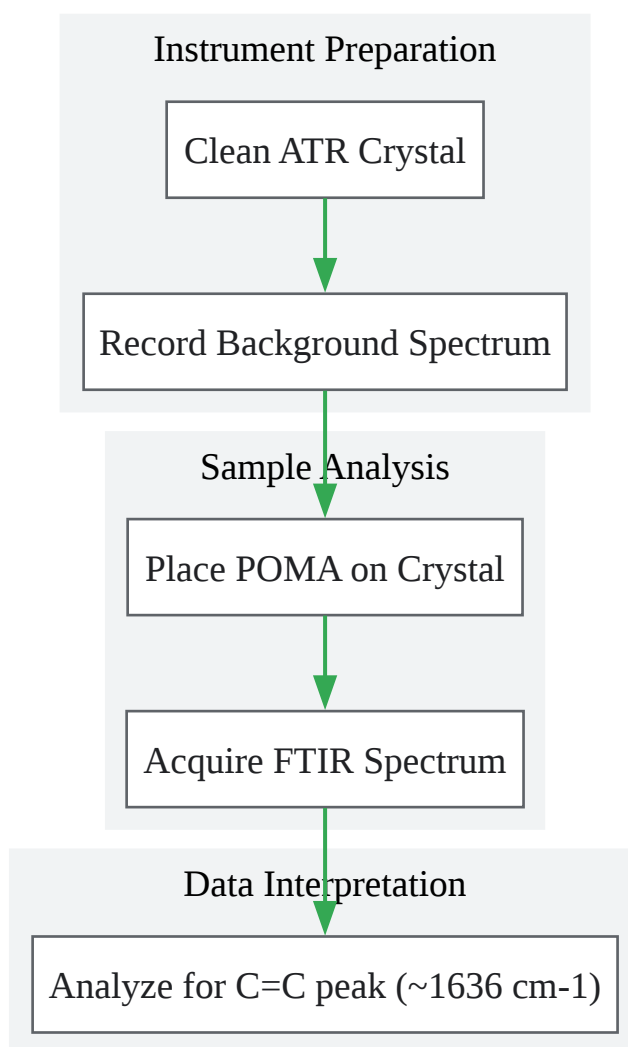 Instrument Preparation
Clean ATR Crystal
Record Background Spectrum
Sample Analysis
Place POMA on Crystal
Acquire FTIR Spectrum
Data Interpretation
Analyze for C=C peak (~1636 cm-1)